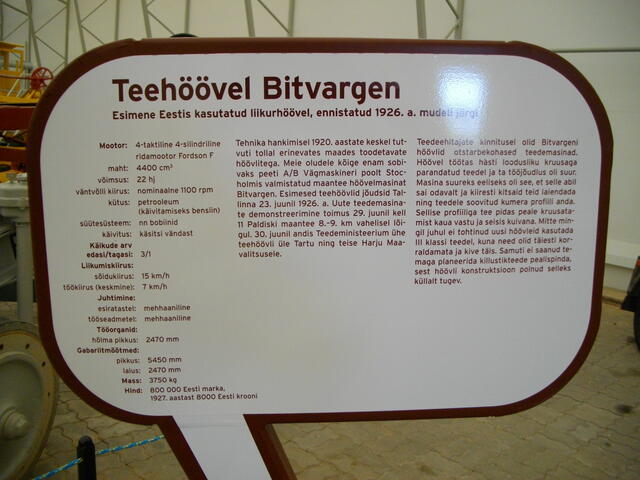 Teehöövel Bitvargen
Esimene Eestis kasutatud liikurhöövel, ennistatud 1926. a. mudeli järgi
Mootor: 4-taktiline 4-silindriline
ridamootor Fordson F
maht: 4400 cm³
võimsus: 22 hj
väntvõlli kiirus: nominaalne 1100 rpm
kütus: petrooleum
(käivitamiseks bensiin)
süütesüsteem: nn bobiinid
käivitus: käsitsi vändast
Käikude arv
edasi/tagasi: 3/1
Liikumiskiirus:
sõidukiirus: 15 km/h
töökiirus (keskmine): 7 km/h
Juhtimine:
esiratastel: mehhaaniline
tööseadmetel: mehhaaniline
Tööorganid:
hõlma pikkus: 2470 mm
Gabariitmõõtmed:
pikkus: 5450 mm
laius: 2470 mm
Mass: 3750 kg
Hind: 800 000 Eesti marka,
1927. aastast 8000 Eesti krooni
Tehnika hankimisel 1920. aastate keskel tut-
vuti tollal erinevates maades toodetavate
höövlitega. Meie oludele kõige enam sobi-
vaks peeti A/B Vägmaskineri poolt Stoc-
holmis valmistatud maantee höövelmasinat
Bitvargen. Esimesed teehöövlid jõudsid Tal-
linna 23. juunil 1926. a. Uute teedemasina-
te demonstreerimine toimus 29. juunil kell
11 Paldiski maantee 8.-9. km vahelisel lõi-
gul. 30. juunil andis Teedeministeerium ühe
teehöövli üle Tartu ning teise Harju Maa-
valitsusele.
Teedeehitajate kinnitusel olid Bitvargeni
höövlid otstarbekohased teedemasinad.
Höövel töötas hästi loodusliku kruusaga
parandatud teedel ja ta tööjõudlus oli suur.
Masina suureks eeliseks oli see, et selle abil
sai odavalt ja kiiresti kitsaid teid laiendada
ning teedele soovitud kumera profiili anda.
Sellise profiiliga tee pidas peale kruusata-
mist kaua vastu ja seisis kuivana. Mitte min-
gil juhul ei tohtinud uusi höövleid kasutada
III klassi teedel, kuna need olid täiesti kor-
raldamata ja kive täis. Samuti ei saanud te-
maga planeerida killustikteede pealispinda,
sest höövli konstruktsioon polnud selleks
küllalt tugev.